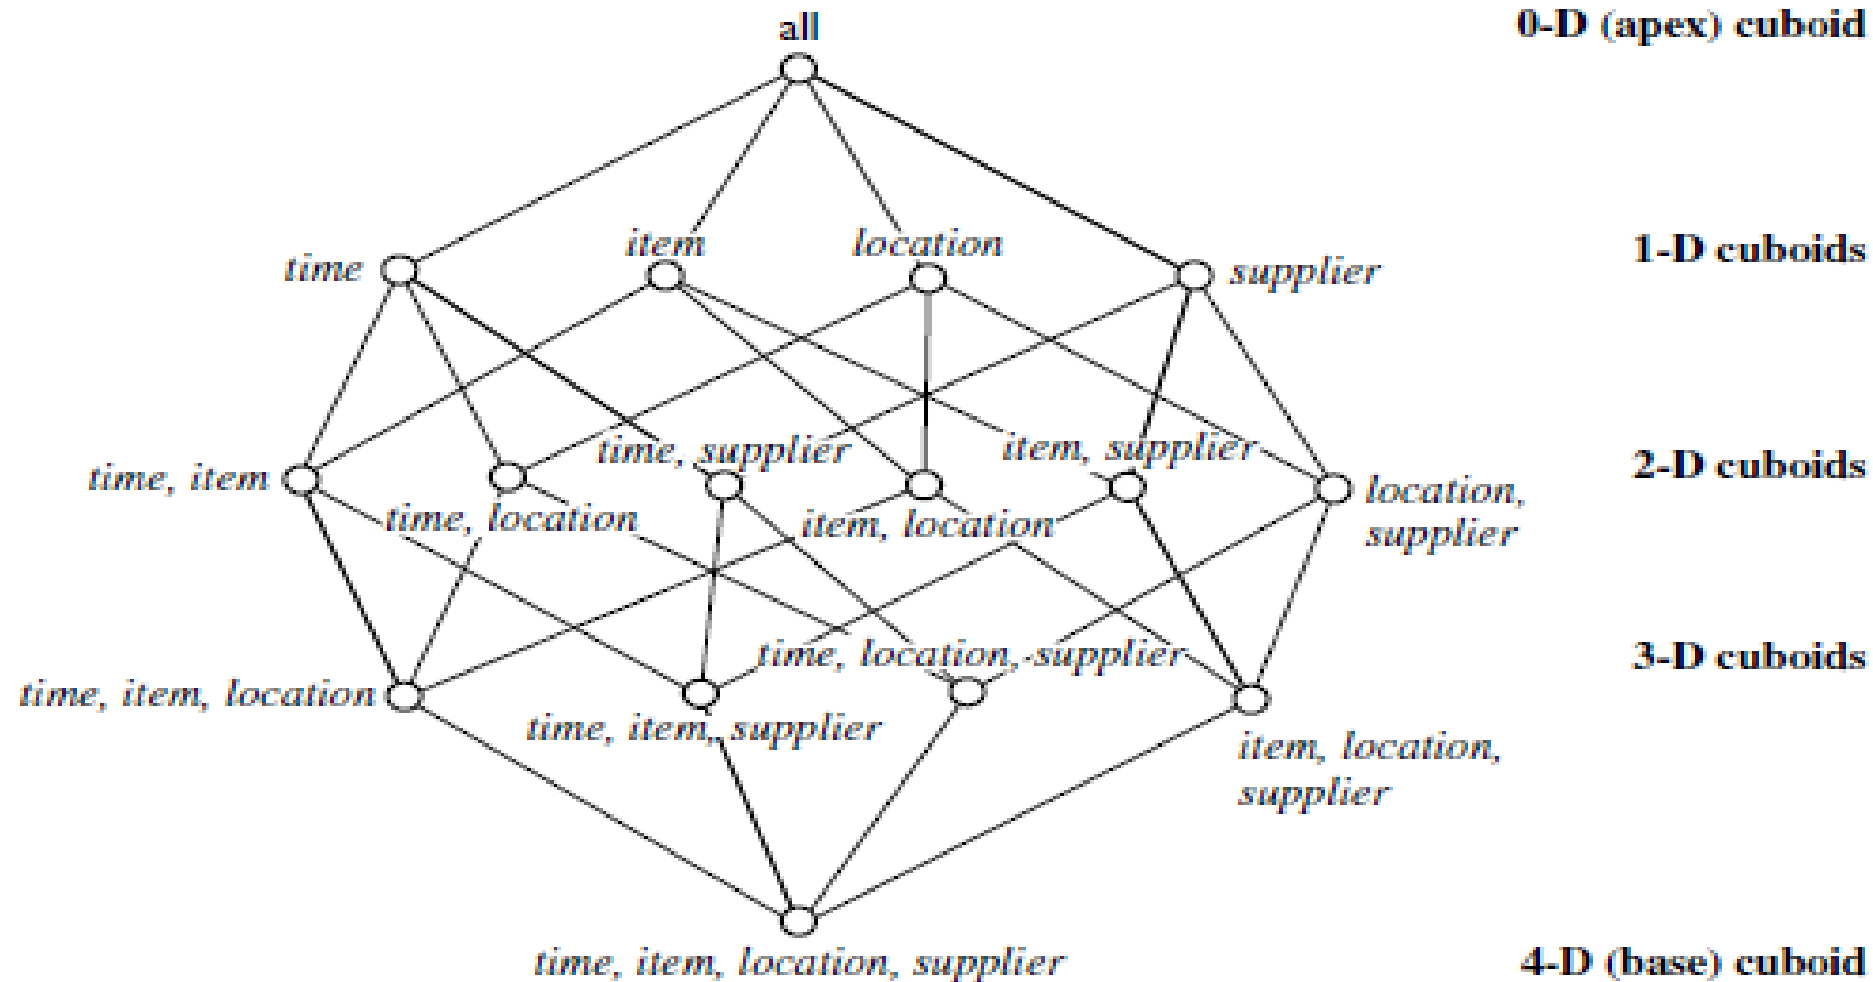 all
0-D (apex) cuboid
time
item
location
supplier
1-D cuboids
time, item
time, location
time, supplier
item, location
item, supplier
location,
supplier
2-D cuboids
time, item, location
time, item, supplier
time, location, supplier
item, location,
supplier
3-D cuboids
time, item, location, supplier
4-D (base) cuboid